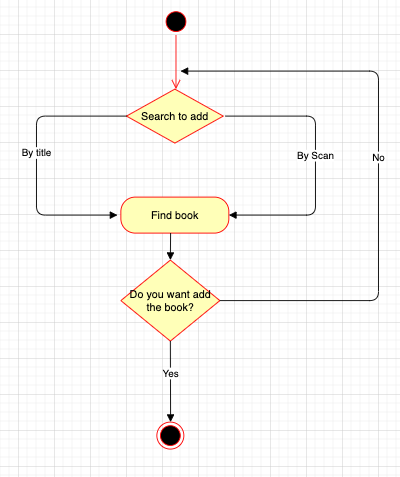 Search to add
By title
By Scan
No
Find book
Do you want add
the book?
Yes